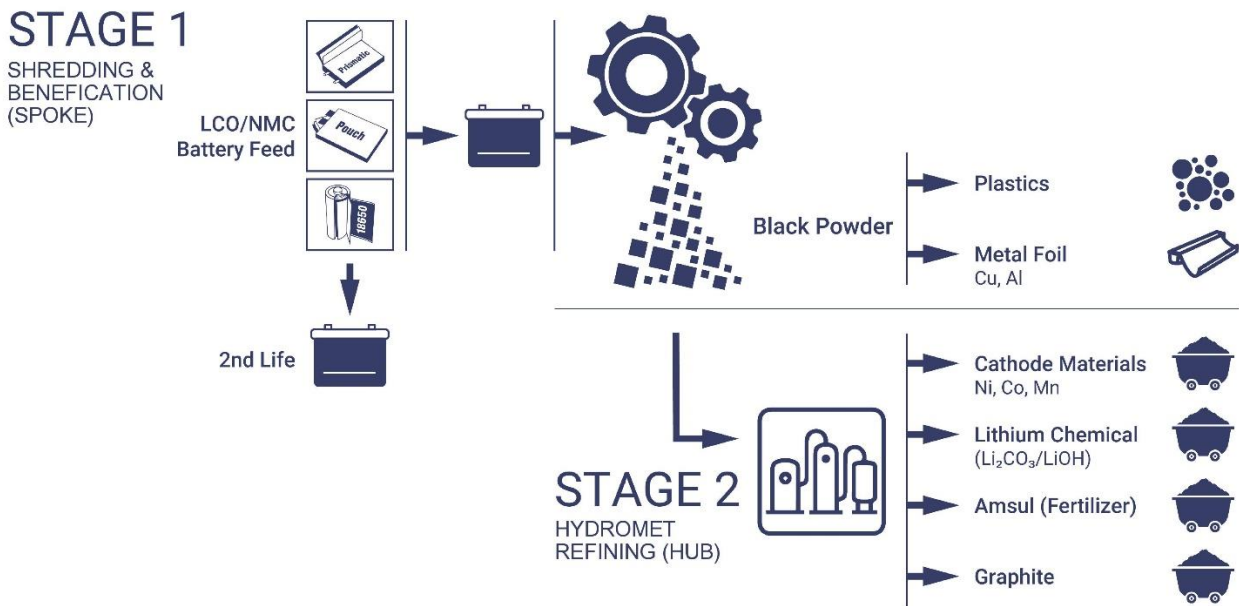 STAGE 1
SHREDDING &
BENEFICATION
(SPOKE)
LCO/NMC
Battery Feed
Prismatic
Pouch
18650
2nd Life
Black Powder
Plastics
Metal Foil
Cu, Al
STAGE 2
HYDROMET
REFINING (HUB)
Cathode Materials
Ni, Co, Mn
Lithium Chemical
(Li₂CO₃/LiOH)
Amsul (Fertilizer)
Graphite